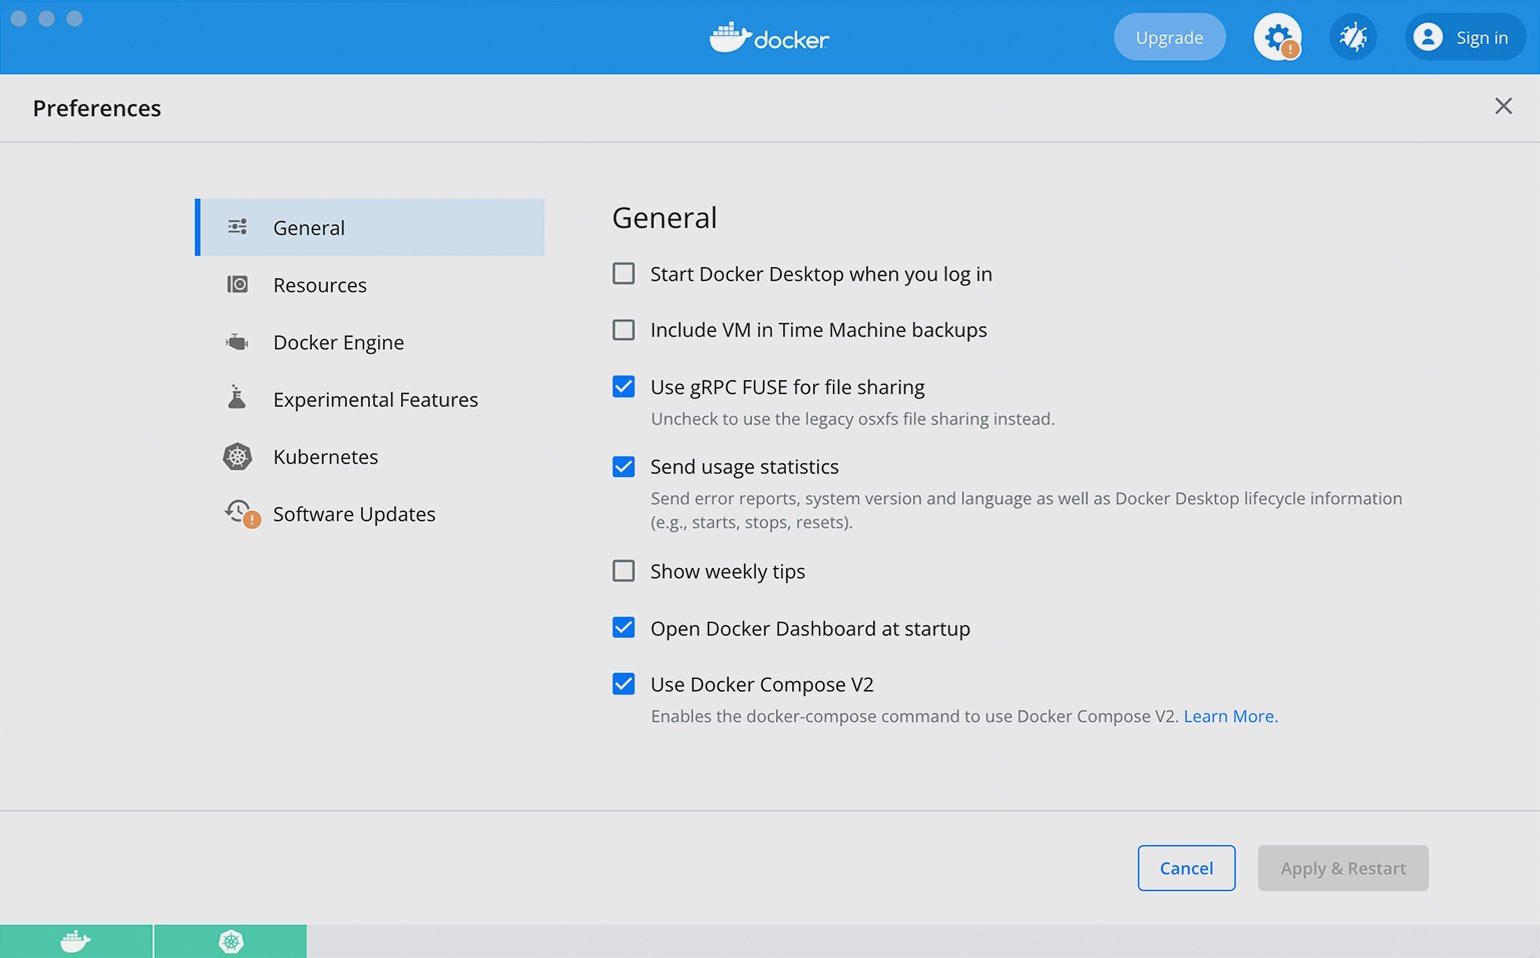 docker
Upgrade
Sign in
Preferences
General
Resources
Docker Engine
Experimental Features
Kubernetes
Software Updates
General
Start Docker Desktop when you log in
Include VM in Time Machine backups
Use gRPC FUSE for file sharing
Uncheck to use the legacy osxfs file sharing instead.
Send usage statistics
Send error reports, system version and language as well as Docker Desktop lifecycle information
(e.g., starts, stops, resets).
Show weekly tips
Open Docker Dashboard at startup
Use Docker Compose V2
Enables the docker-compose command to use Docker Compose V2. Learn More.
Cancel
Apply & Restart